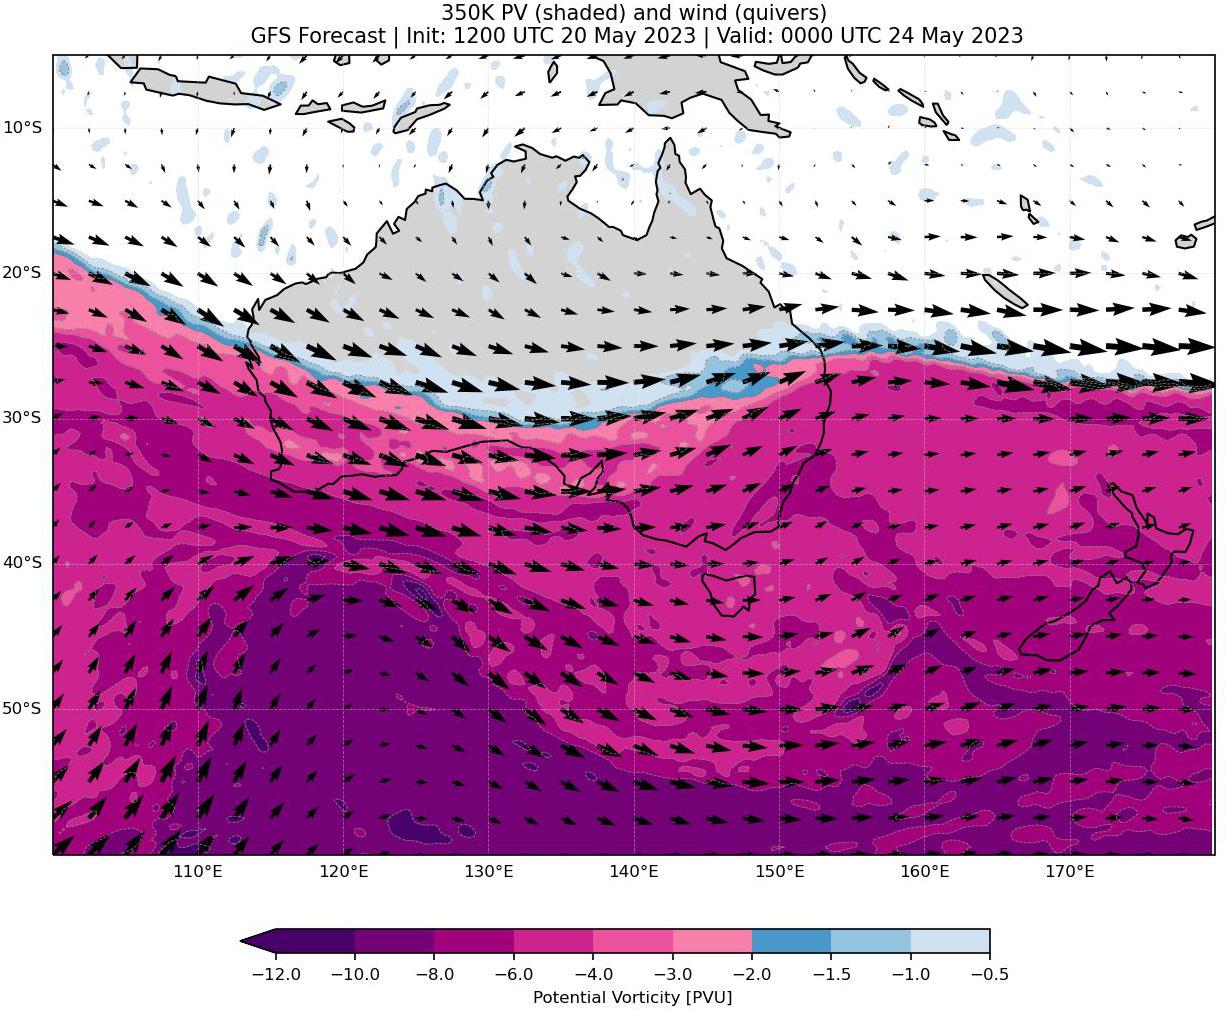 350K PV (shaded) and wind (quivers)
GFS Forecast | Init: 1200 UTC 20 May 2023 | Valid: 0000 UTC 24 May 2023
10°S
20°S
30°S
40°S
50°S
110°E 120°E 130°E 140°E 150°E 160°E 170°E
−12.0 −10.0 −8.0 −6.0 −4.0 −3.0 −2.0 −1.5 −1.0 −0.5
Potential Vorticity [PVU]